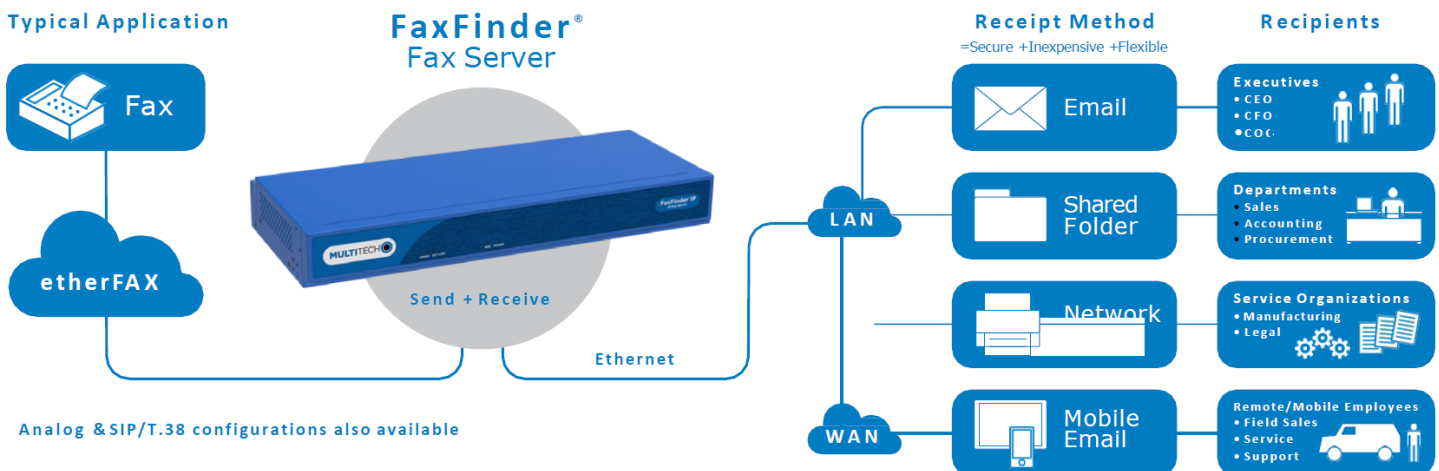 Typical Application
FaxFinder®
Fax Server
Receipt Method
=Secure +Inexpensive +Flexible
Recipients
Fax
etherFAX
MULTITECH
FaxFinder IP
Send + Receive
Ethernet
LAN
WAN
Email
Shared
Folder
Network
Mobile
Email
Executives
• CEO
• CFO
Departments
• Sales
• Accounting
• Procurement
Service Organizations
• Manufacturing
• Legal
Remote/Mobile Employees
• Field Sales
• Service
• Support
Analog & SIP/T.38 configurations also available